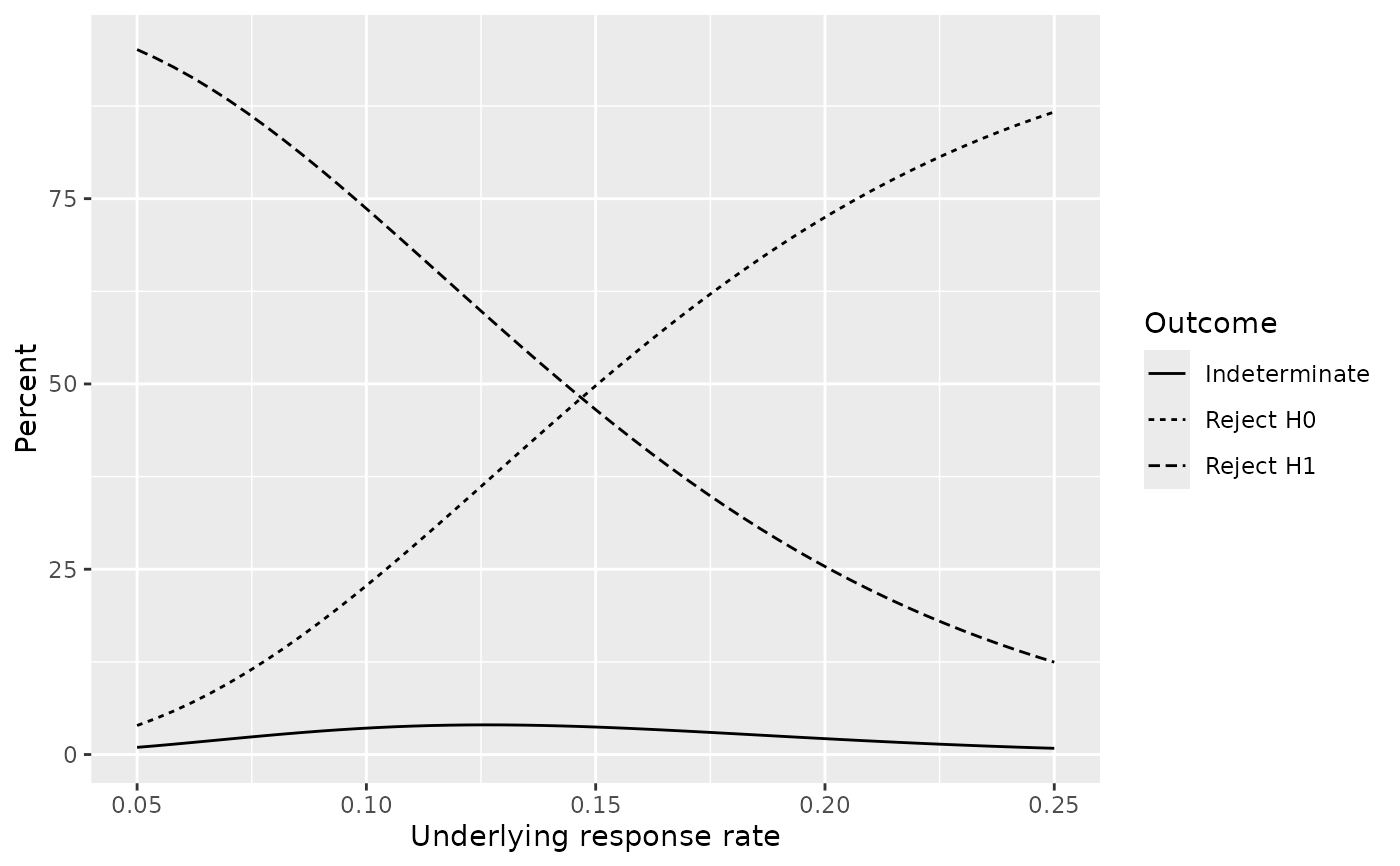 Percent
75
50
25
0
0.05 0.10 0.15 0.20 0.25
Underlying response rate
Outcome
Indeterminate
Reject H0
Reject H1